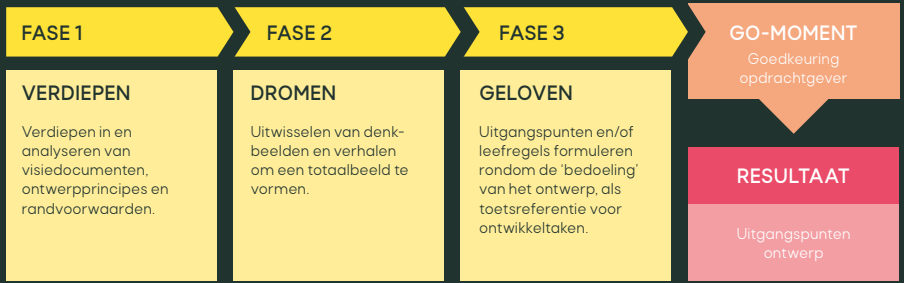 FASE 1
FASE 2
FASE 3
GO-MOMENT
Goedkeuring
opdrachtgever
VERDIEPEN
Verdiepen in en
analyseren van
visiedocumenten,
ontwerpprincipes en
randvoorwaarden.
DROMEN
Uitwisselen van denk-
beelden en verhalen
om een totaalbeeld te
vormen.
GELOVEN
Uitgangspunten en/of
leefregels formuleren
rondom de 'bedoeling'
van het ontwerp, als
toetsreferentie voor
ontwikkeltaken.
RESULTAAT
Uitgangspunten
ontwerp